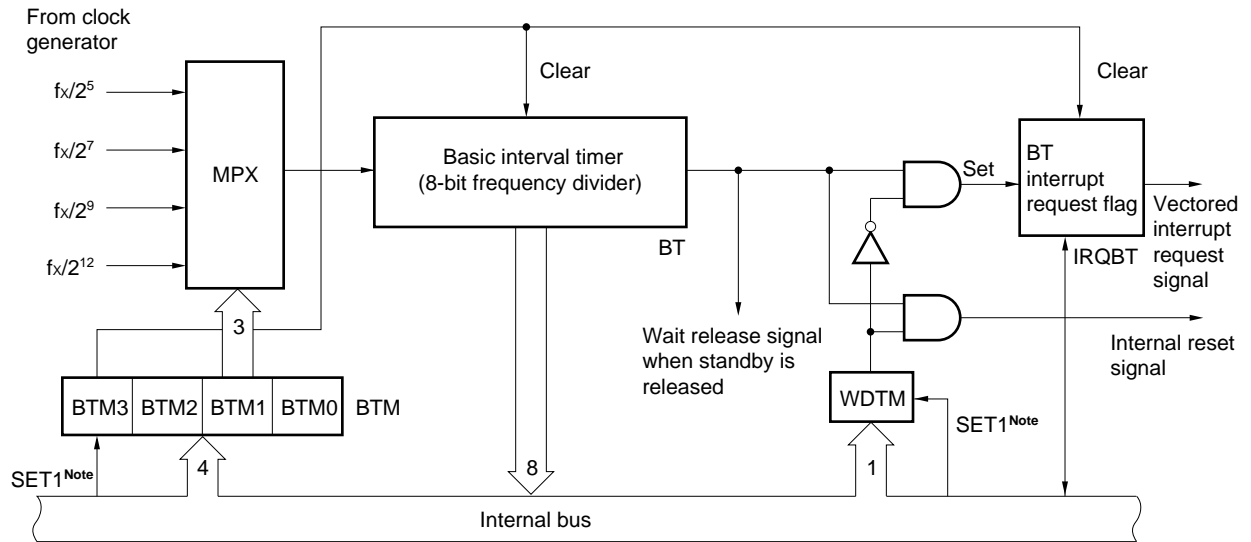 From clock
generator
fx/2⁵
fx/2⁷
fx/2⁹
fx/2¹²
MPX
Clear
Basic interval timer
(8-bit frequency divider)
BT
Clear
Set
BT
interrupt
request flag
IRQBT
Vectored
interrupt
request
signal
Wait release signal
when standby is
released
Internal reset
signal
3
BTM3 BTM2 BTM1 BTM0 BTM
WDTM
SET1Note
4
8
1
SET1Note
Internal bus